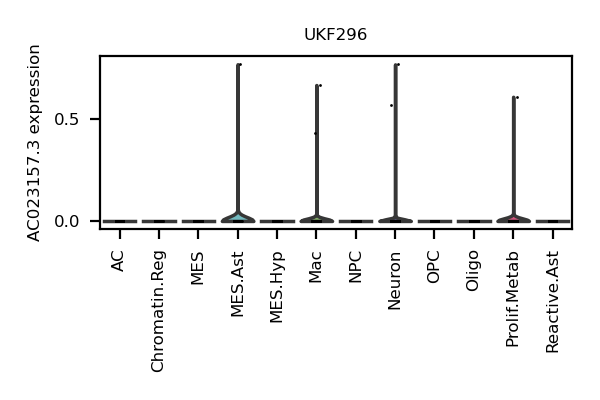 UKF296
AC023157.3 expression
0.5
0.0
AC
Chromatin.Reg
MES
MES.Ast
MES.Hyp
Mac
NPC
Neuron
OPC
Oligo
Prolif.Metab
Reactive.Ast